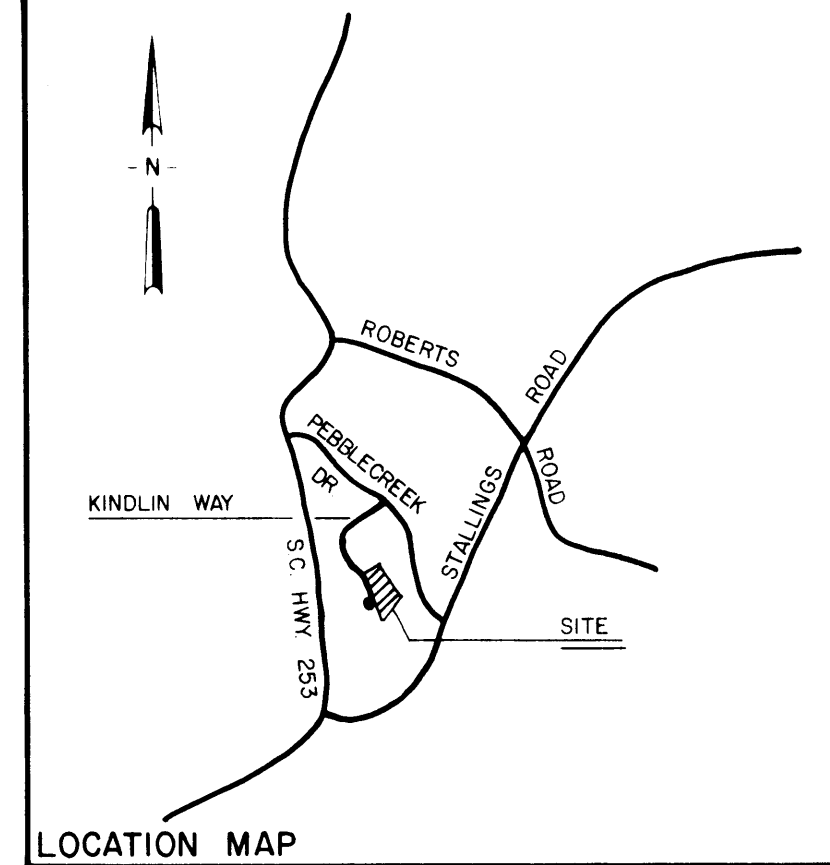 - N -
ROBERTS
ROAD
PEBBLECREEK
DR
ROAD
STALLINGS
KINDLIN WAY
S.C. HWY. 253
SITE
LOCATION MAP